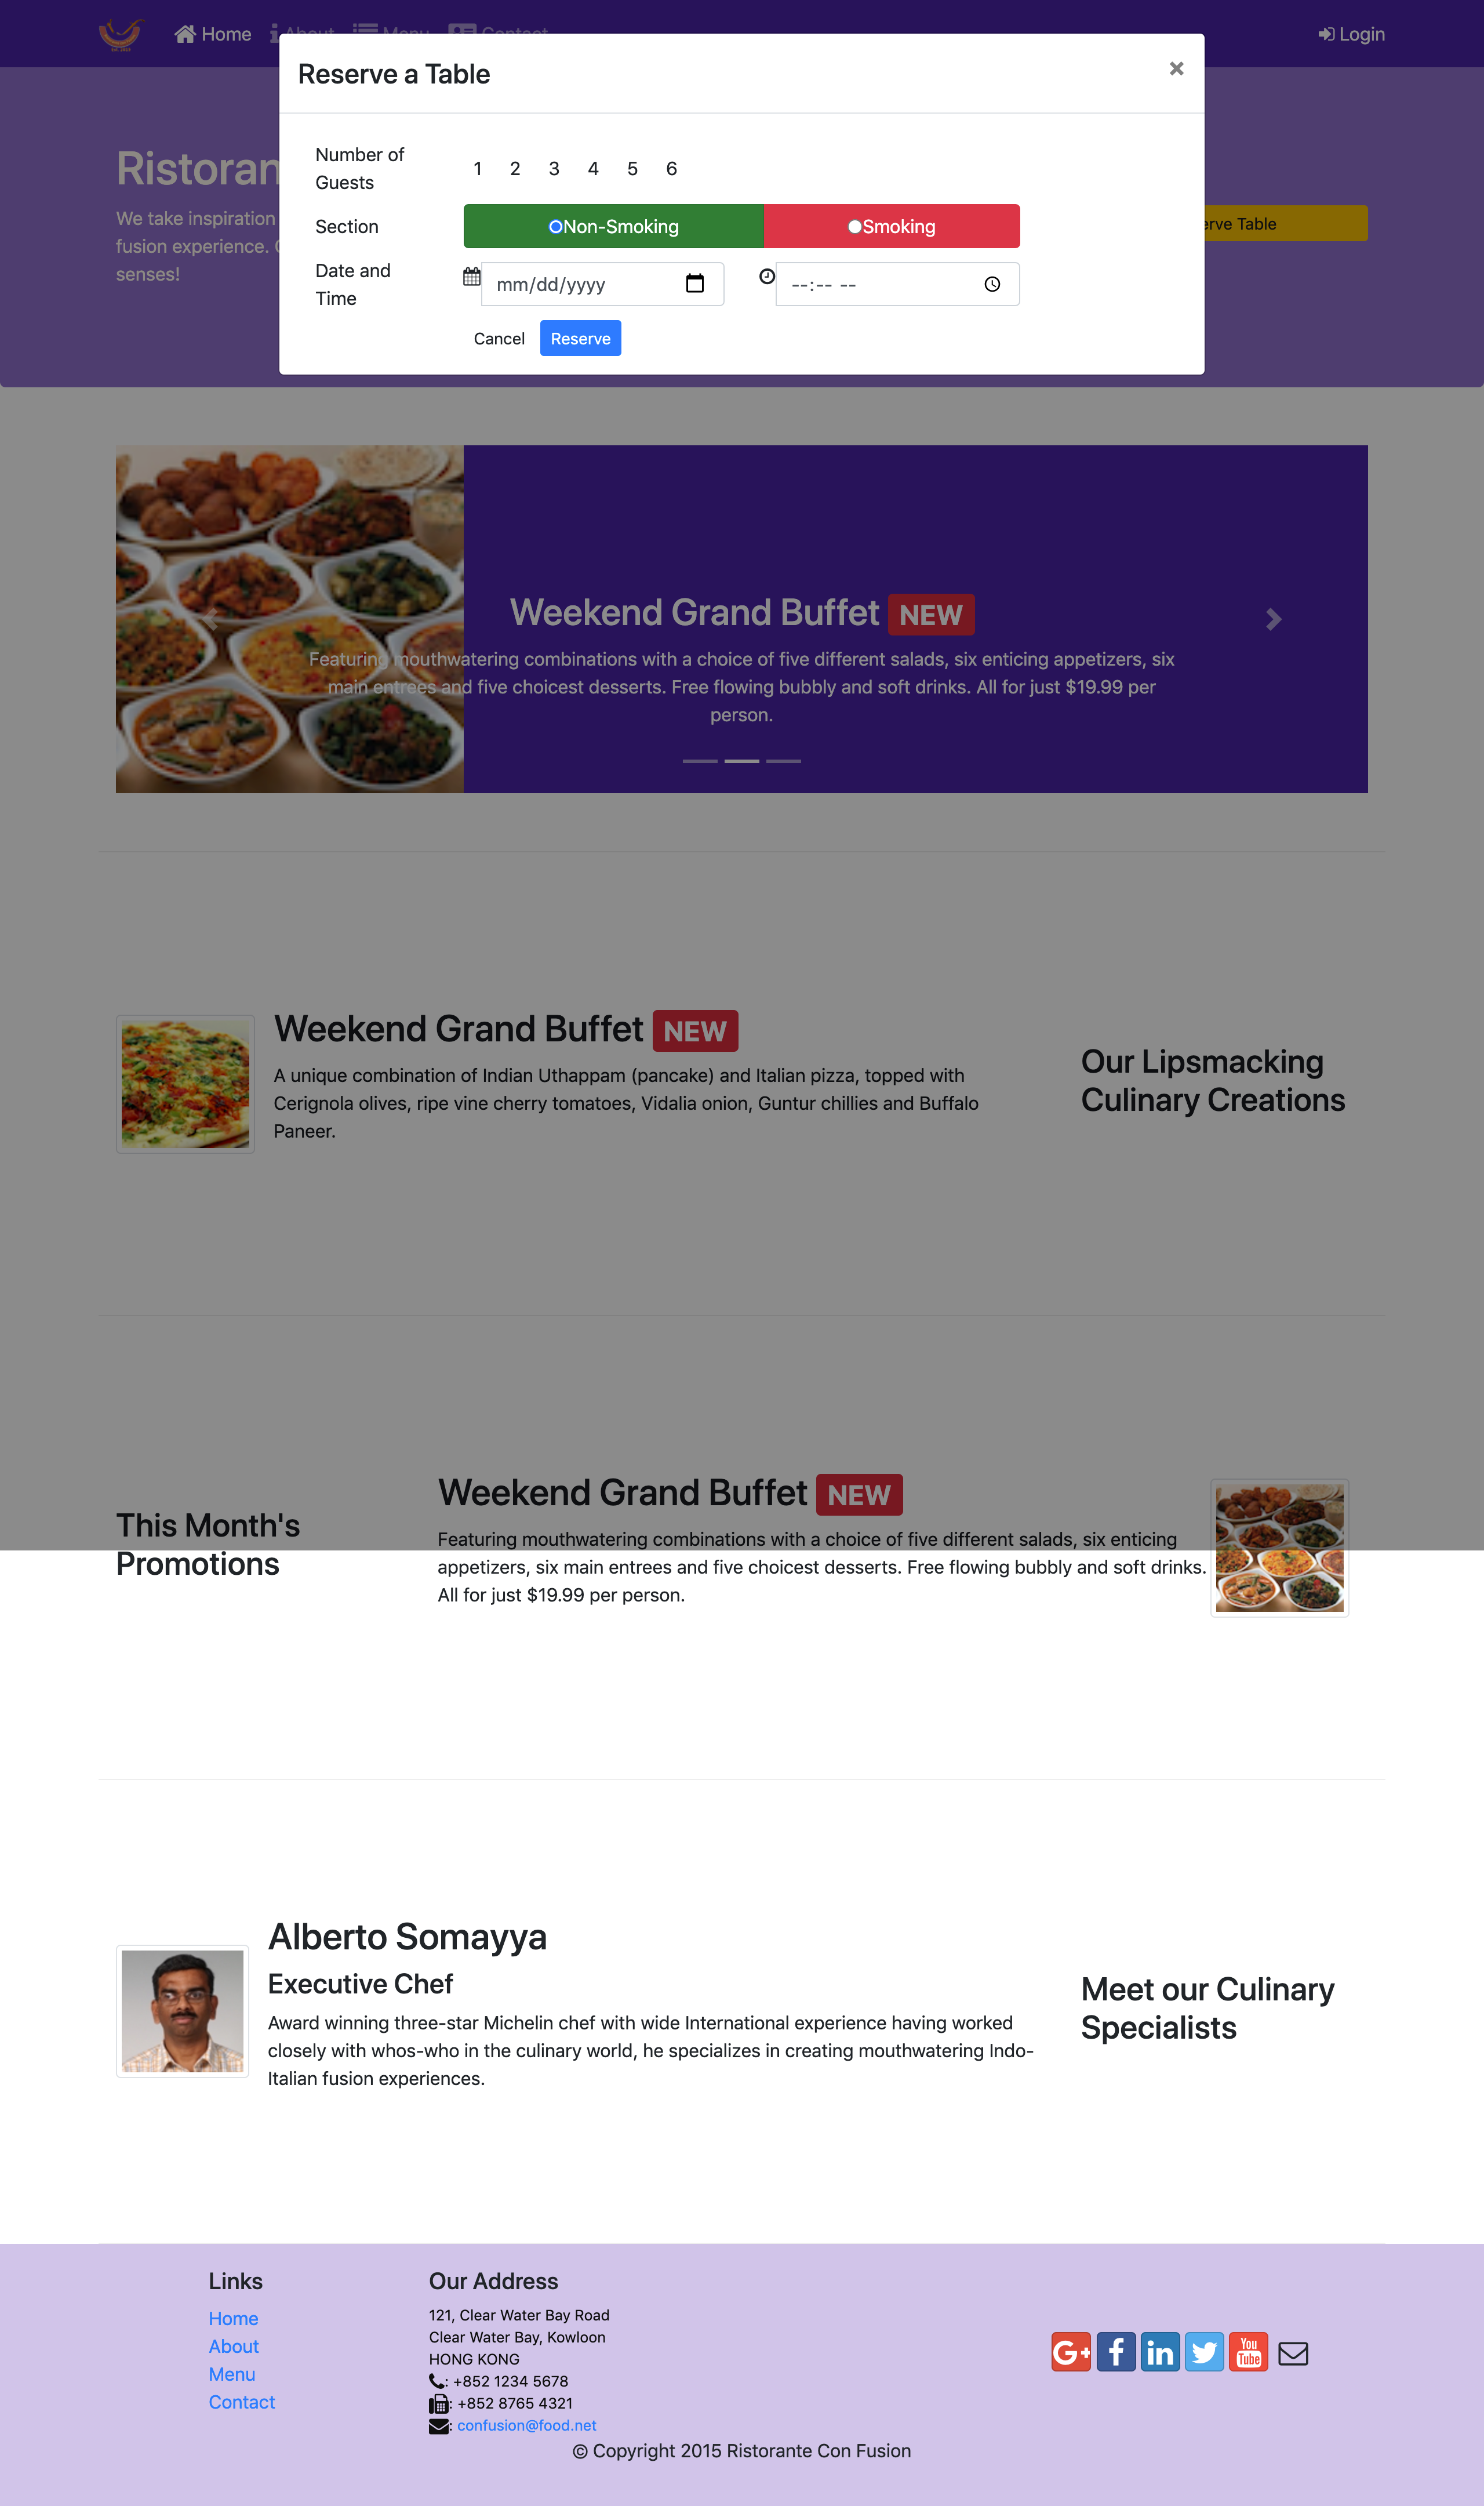 Home About Menu Contact Login
Reserve a Table ×
Number of
Guests
1 2 3 4 5 6
Section
Non-Smoking Smoking
Date and
Time
mm/dd/yyyy --:-- --
Cancel Reserve
We take inspiration
fusion experience.
senses!
Table
Weekend Grand Buffet NEW
Featuring mouthwatering combinations with a choice of five different salads, six enticing appetizers, six
main entrees and five choicest desserts. Free flowing bubbly and soft drinks. All for just $19.99 per
person.
Weekend Grand Buffet NEW
A unique combination of Indian Uthappam (pancake) and Italian pizza, topped with
Cerignola olives, ripe vine cherry tomatoes, Vidalia onion, Guntur chillies and Buffalo
Paneer.
Our Lipsmacking
Culinary Creations
This Month's
Promotions
Weekend Grand Buffet NEW
Featuring mouthwatering combinations with a choice of five different salads, six enticing
appetizers, six main entrees and five choicest desserts. Free flowing bubbly and soft drinks.
All for just $19.99 per person.
Alberto Somayya
Executive Chef
Award winning three-star Michelin chef with wide International experience having worked
closely with whos-who in the culinary world, he specializes in creating mouthwatering Indo-
Italian fusion experiences.
Meet our Culinary
Specialists
Links
Home
About
Menu
Contact
Our Address
121, Clear Water Bay Road
Clear Water Bay, Kowloon
HONG KONG
: +852 1234 5678
: +852 8765 4321
: confusion@food.net
G+ f in You Tube
© Copyright 2015 Ristorante Con Fusion